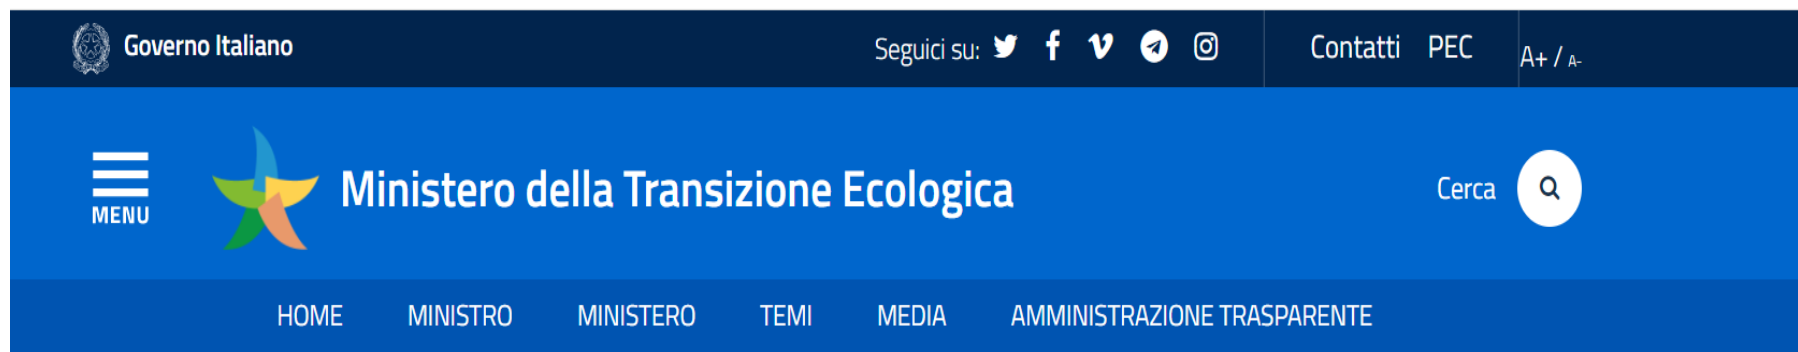 Governo Italiano Seguici su: Contatti PEC A+ / A-
MENU Ministero della Transizione Ecologica Cerca
HOME MINISTRO MINISTERO TEMI MEDIA AMMINISTRAZIONE TRASPARENTE